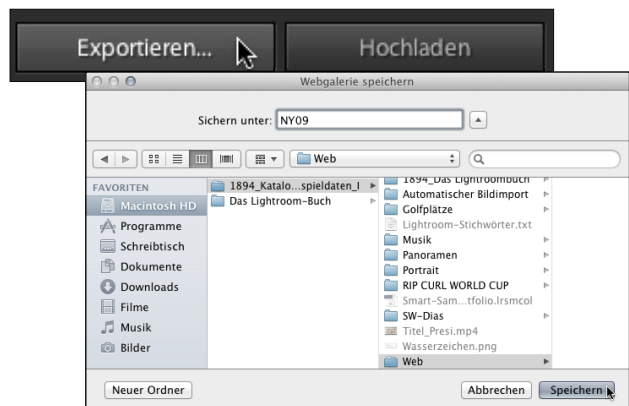 Exportieren... Hochladen
Webgalerie speichern
Sichern unter: NY09
Web
FAVORITEN
Macintosh HD
Programme
Schreibtisch
Dokumente
Downloads
Filme
Musik
Bilder
1894_Katalo...spieldaten_I
Das Lightroom-Buch
1894_Das Lightroombuch
Automatischer Bildimport
Golfplätze
Lightroom-Stichwörter.txt
Musik
Panoramen
Portrait
RIP CURL WORLD CUP
Smart-Sam...tfolio.lrsmcol
SW-Dias
Titel_Presi.mp4
Wasserzeichen.png
Web
Neuer Ordner Abbrechen Speichern